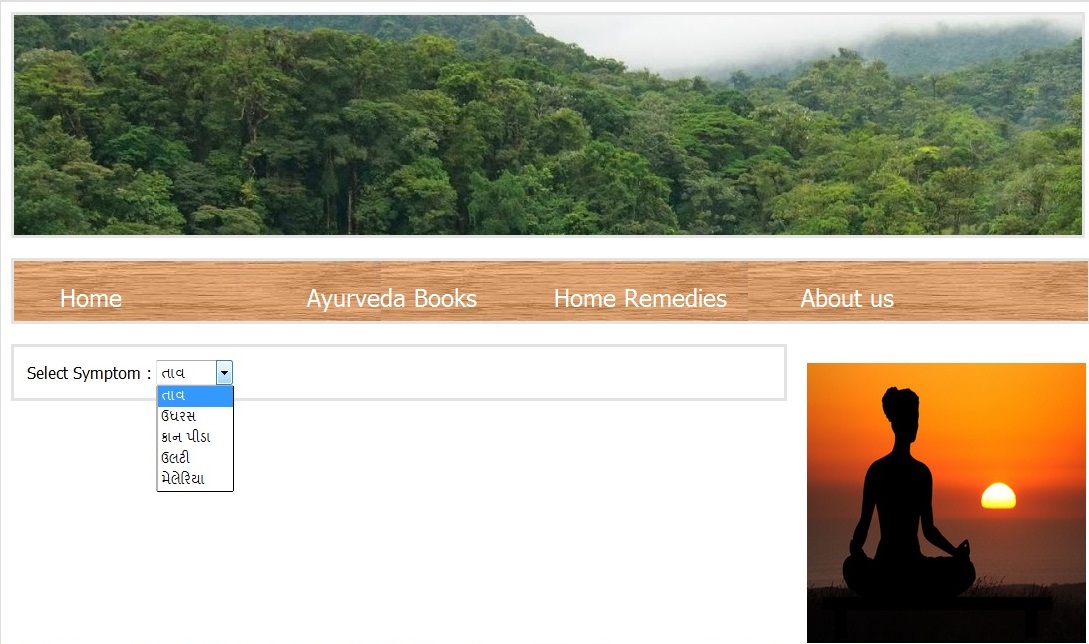 Home Ayurveda Books Home Remedies About us
Select Symptom : તાવ
તાવ
ઉધરસ
કાન પીડા
ઉલટી
મેલેરિયા